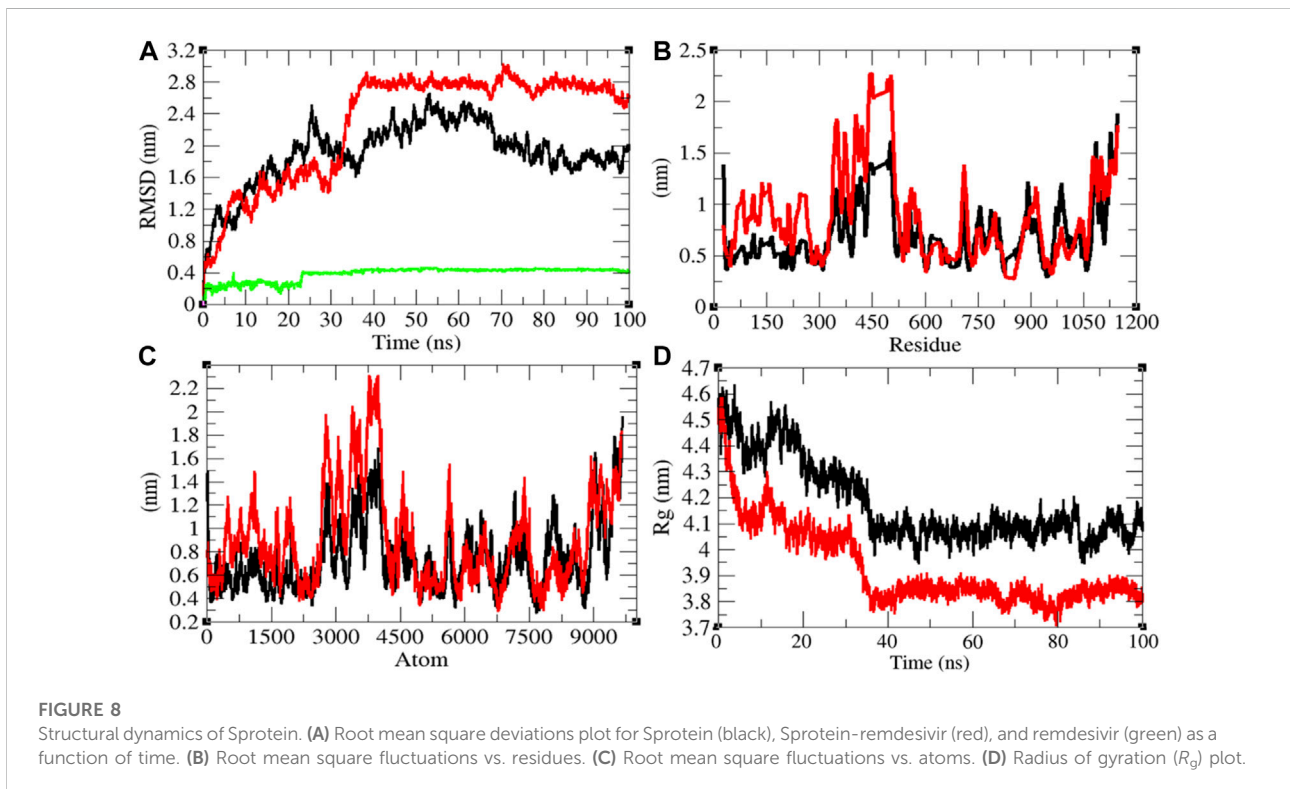 A
3.2
2.8
2.4
2
1.6
1.2
0.8
0.4
0
RMSD (nm)
0 10 20 30 40 50 60 70 80 90 100
Time (ns)
B
2.5
2
1.5
1
0.5
0
(nm)
0 150 300 450 600 750 900 1050 1200
Residue
C
2.2
2
1.8
1.6
1.4
1.2
1
0.8
0.6
0.4
0.2
(nm)
0 1500 3000 4500 6000 7500 9000
Atom
D
4.7
4.6
4.5
4.4
4.3
4.2
4.1
4
3.9
3.8
3.7
Rg (nm)
0 20 40 60 80 100
Time (ns)
FIGURE 8
Structural dynamics of Sprotein. (A) Root mean square deviations plot for Sprotein (black), Sprotein-remdesivir (red), and remdesivir (green) as a
function of time. (B) Root mean square fluctuations vs. residues. (C) Root mean square fluctuations vs. atoms. (D) Radius of gyration (Rg) plot.